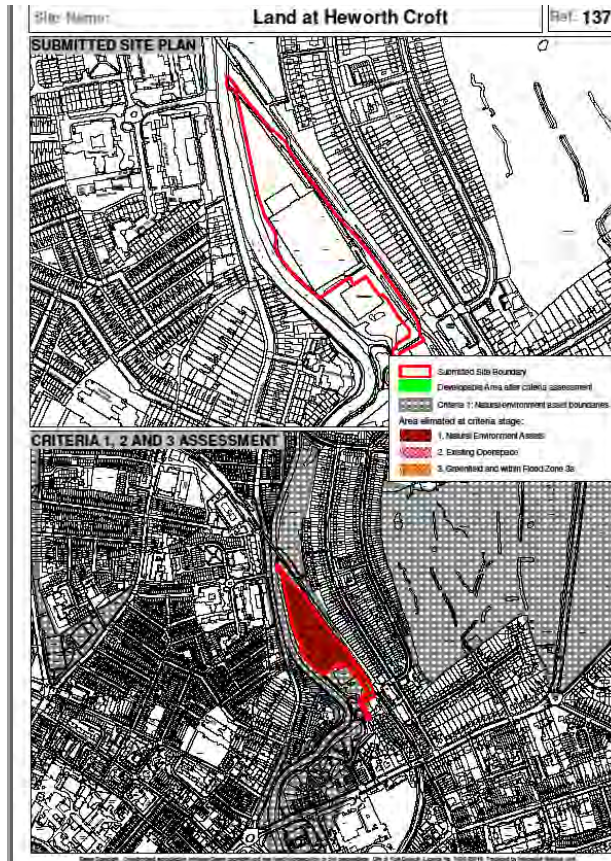 Site Name: Land at Heworth Croft Ref: 137
SUBMITTED SITE PLAN
Submitted Site Boundary
Developable Area after criteria assessment
Criteria 1: Natural environment asset boundaries
Area elimated at criteria stage:
1. Natural Environment Assets
2. Existing Openspace
3. Greenfield and within Flood Zone 3a
CRITERIA 1, 2 AND 3 ASSESSMENT